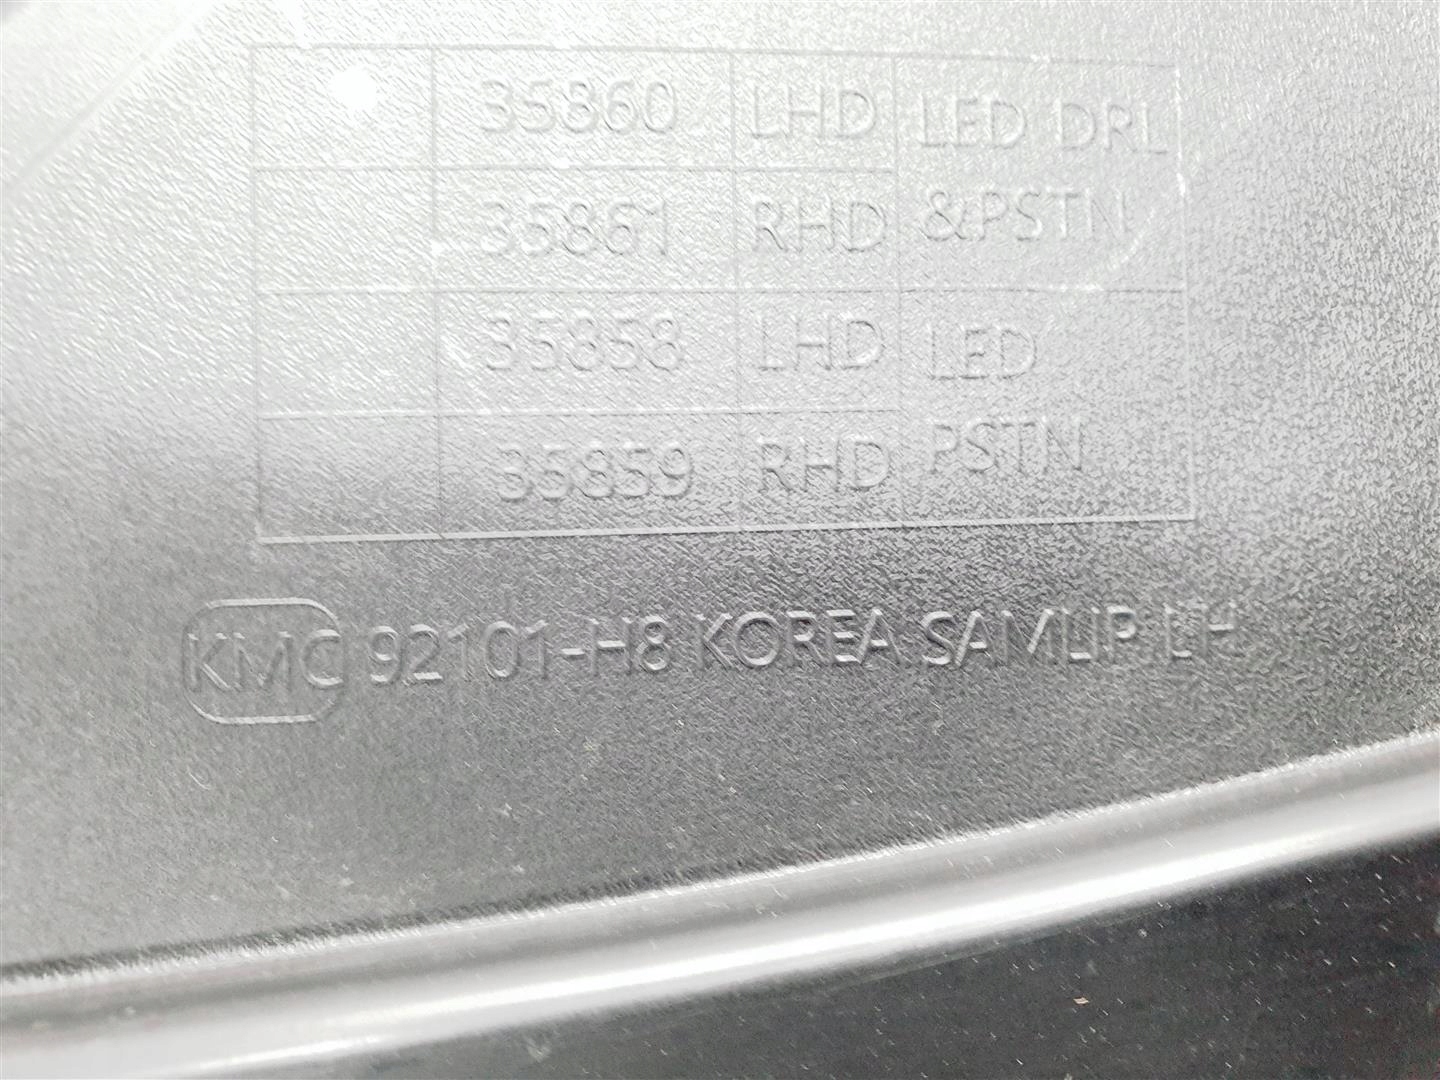 35860 LHD LED DRL
35861 RHD &PSTN
35858 LHD LED
35859 RHD PSTN
KMC 92101-H8 KOREA SAMLIP LH